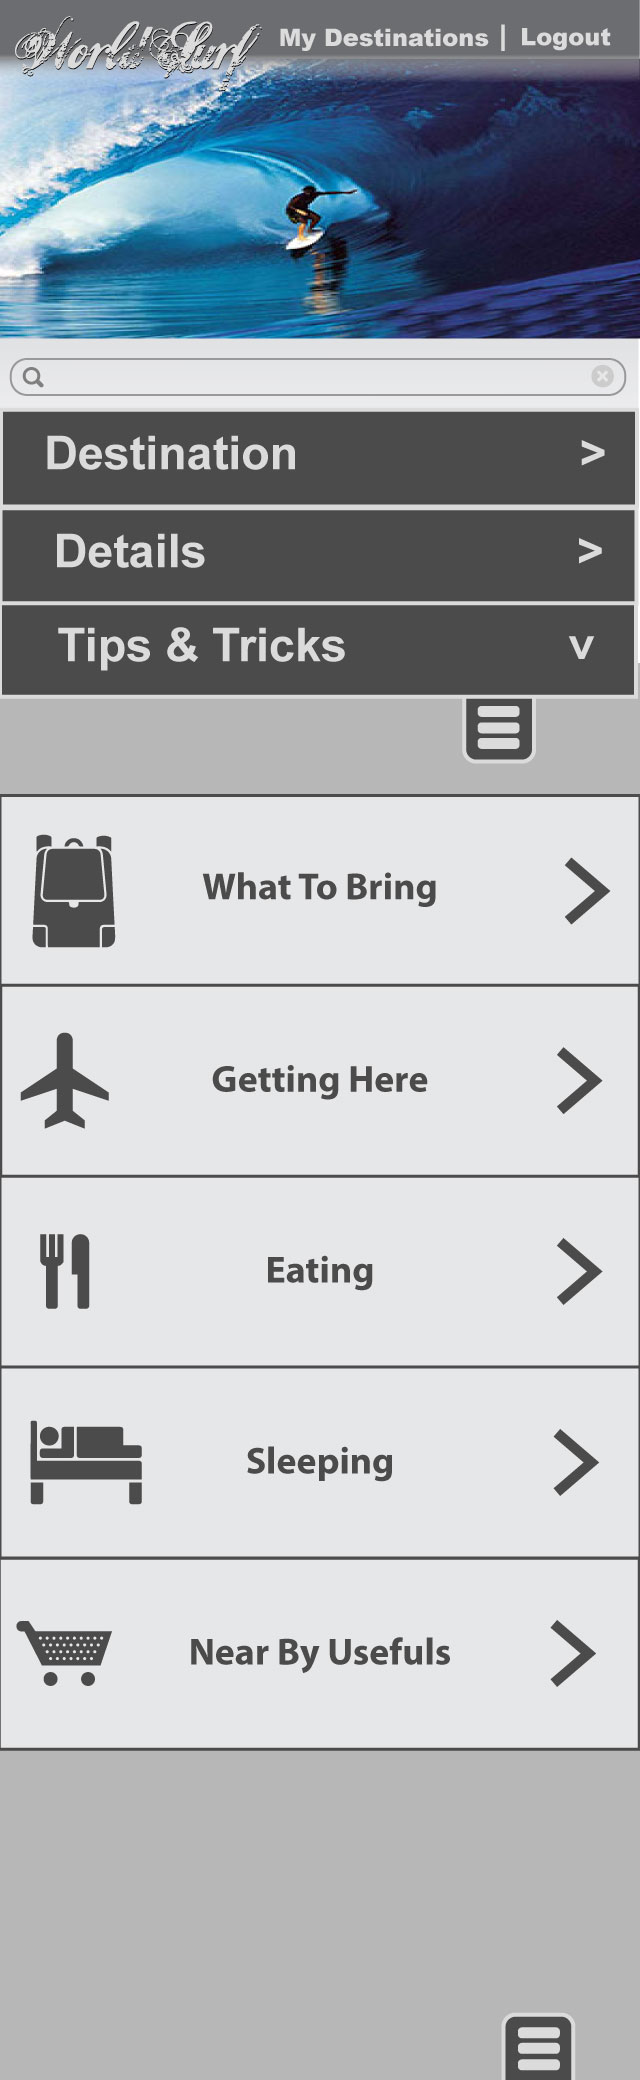 World Surf
My Destinations | Logout
Destination >
Details >
Tips & Tricks v
What To Bring
Getting Here
Eating
Sleeping
Near By Usefuls